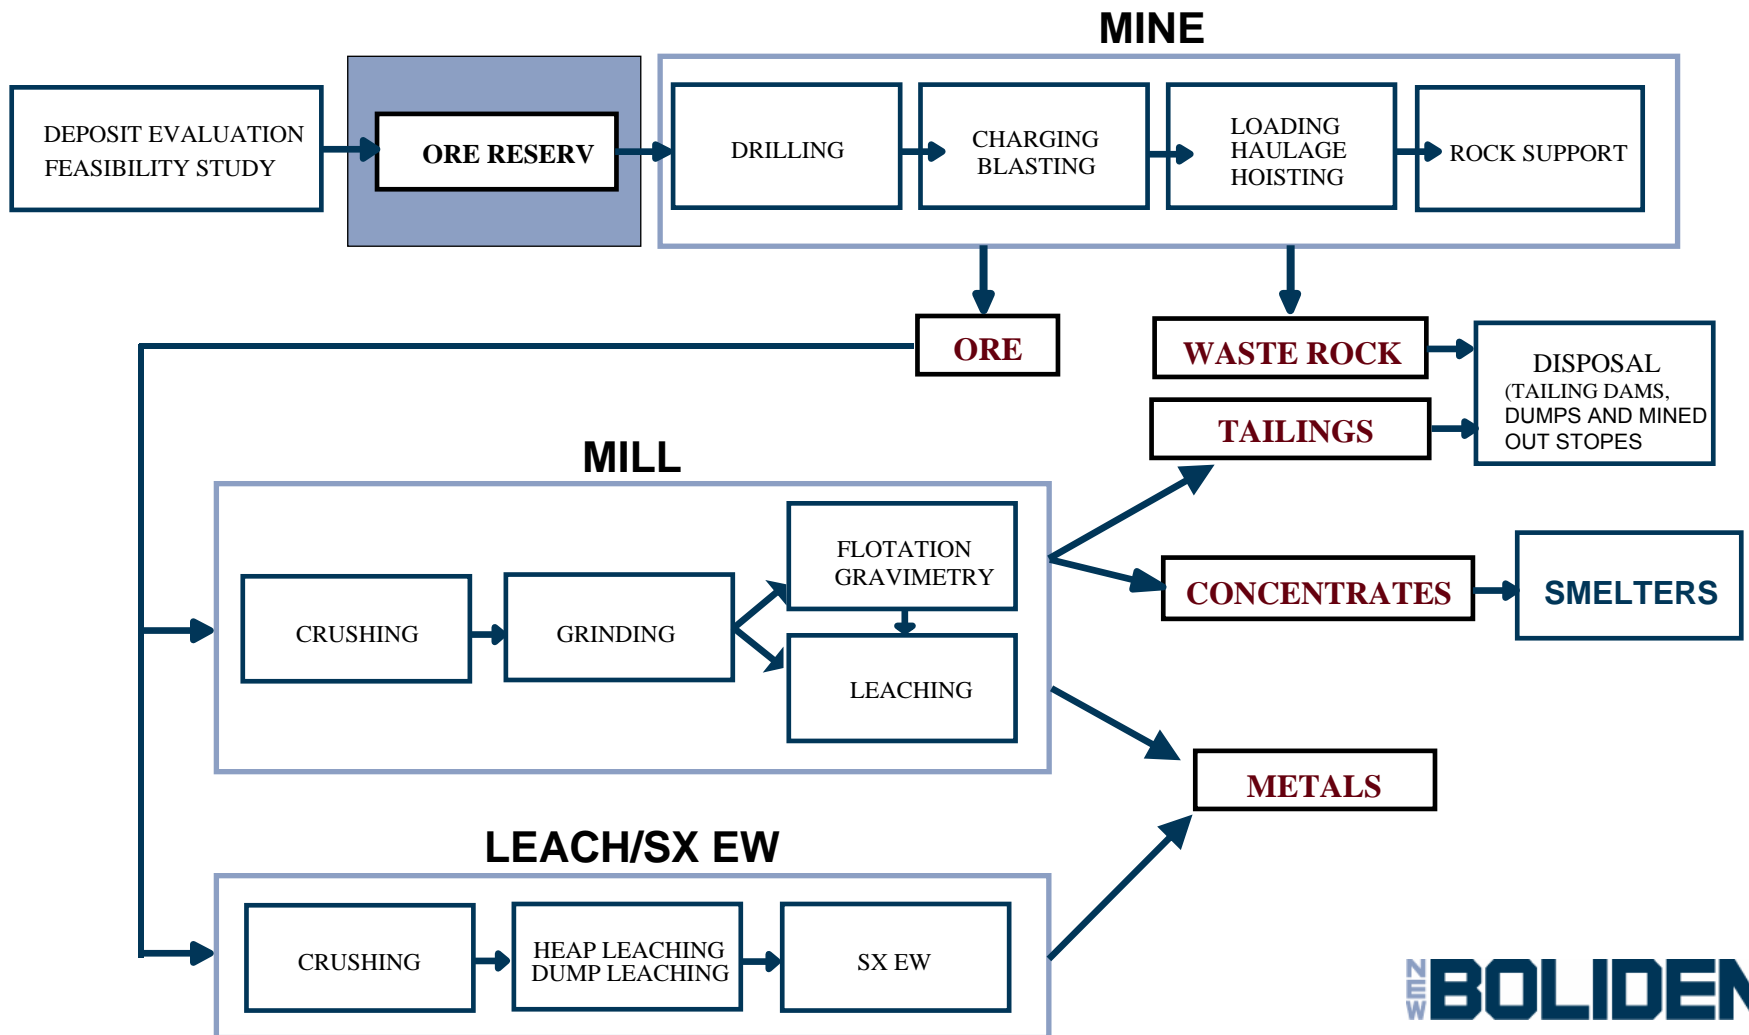 MINE
DEPOSIT EVALUATION
FEASIBILITY STUDY
ORE RESERV
DRILLING
CHARGING
BLASTING
LOADING
HAULAGE
HOISTING
ROCK SUPPORT
ORE
WASTE ROCK
TAILINGS
DISPOSAL
(TAILING DAMS,
DUMPS AND MINED
OUT STOPES
MILL
CRUSHING
GRINDING
FLOTATION
GRAVIMETRY
LEACHING
CONCENTRATES
SMELTERS
METALS
LEACH/SX EW
CRUSHING
HEAP LEACHING
DUMP LEACHING
SX EW
NEW
BOLIDEN